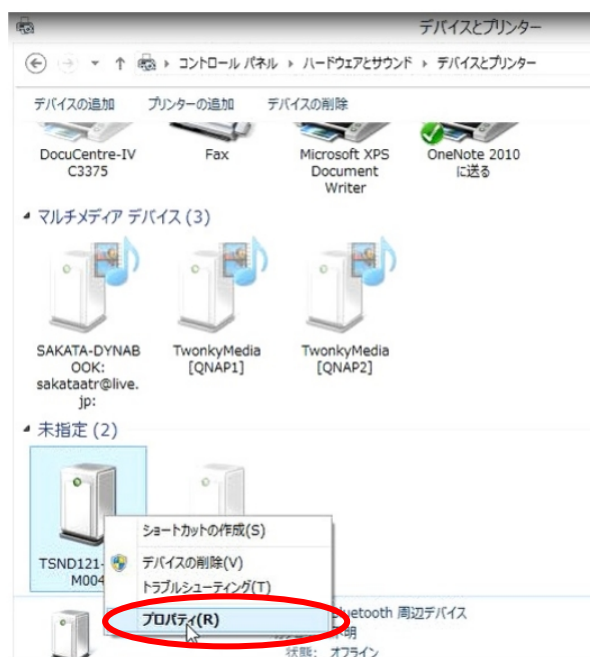 デバイスとプリンター
コントロール パネル ▸ ハードウェアとサウンド ▸ デバイスとプリンター
デバイスの追加 プリンターの追加 デバイスの削除
DocuCentre-IV
C3375
Fax
Microsoft XPS
Document
Writer
OneNote 2010
に送る
マルチメディア デバイス (3)
SAKATA-DYNAB
OOK:
sakataatr@live.
jp:
TwonkyMedia
[QNAP1]
TwonkyMedia
[QNAP2]
未指定 (2)
TSND121-
M004
ショートカットの作成(S)
デバイスの削除(V)
トラブルシューティング(T)
プロパティ(R)
周辺デバイス
状態: オフライン